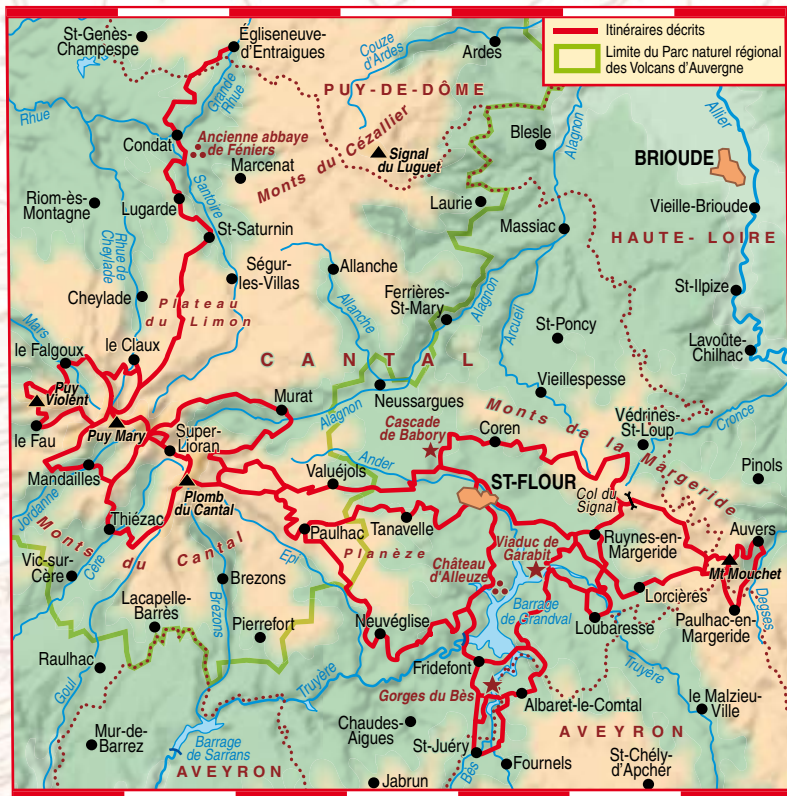 St-Genès-
Champespe
Égliseneuve-
d'Entraigues
Couze
d'Ardes
Ardes
Itinéraires décrits
Limite du Parc naturel régional
des Volcans d'Auvergne
Grande
Rhue
PUY-DE-DÔME
Rhue
Allier
Alagnon
Condat
Ancienne abbaye
de Féniers
Blesle
Signal
du Luguet
BRIOUDE
Marcenat
Monts du Cézallier
Santoire
Riom-ès-
Montagne
Lugarde
Laurie
Vieille-Brioude
Rhue de
Cheylade
St-Saturnin
Massiac
HAUTE-LOIRE
Ségur-
les-Villas
Allanche
Allanche
Cheylade
Plateau
du Limon
Ferrières-
St-Mary
Alagnon
Arcueil
St-Ilpize
Mars
St-Poncy
le Falgoux
le Claux
Lavoûte-
Chilhac
CANTAL
Puy
Violent
Neussargues
Vieillespesse
Murat
Alagnon
Monts de la Margeride
Cronce
le Fau
Puy Mary
Super-
Lioran
Cascade
de Babory
Coren
Védrines-
St-Loup
Mandailles
Ander
Pinols
Plomb
du Cantal
Valuéjols
ST-FLOUR
Col du
Signal
Jordanne
Thiézac
Monts du Cantal
Paulhac
Tanavelle
Viaduc de
Garabit
Ruynes-en-
Margeride
Auvers
Planèze
Cère
Epi
Château
d'Alleuze
Mt Mouchet
Vic-sur-
Cère
Brezons
Barrage
de Grandval
Lorcières
Degses
Lacapelle-
Barrès
Brezons
Pierrefort
Neuvéglise
Loubaresse
Paulhac-en-
Margeride
Raulhac
Goul
Truyère
Fridefont
Truyère
Gorges du Bès
Albaret-le-Comtal
le Malzieu-
Ville
Mur-de-
Barrez
Chaudes-
Aigues
AVEYRON
Barrage
de Sarrans
St-Juéry
AVEYRON
Bès
Fournels
St-Chély-
d'Apcher
Jabrun